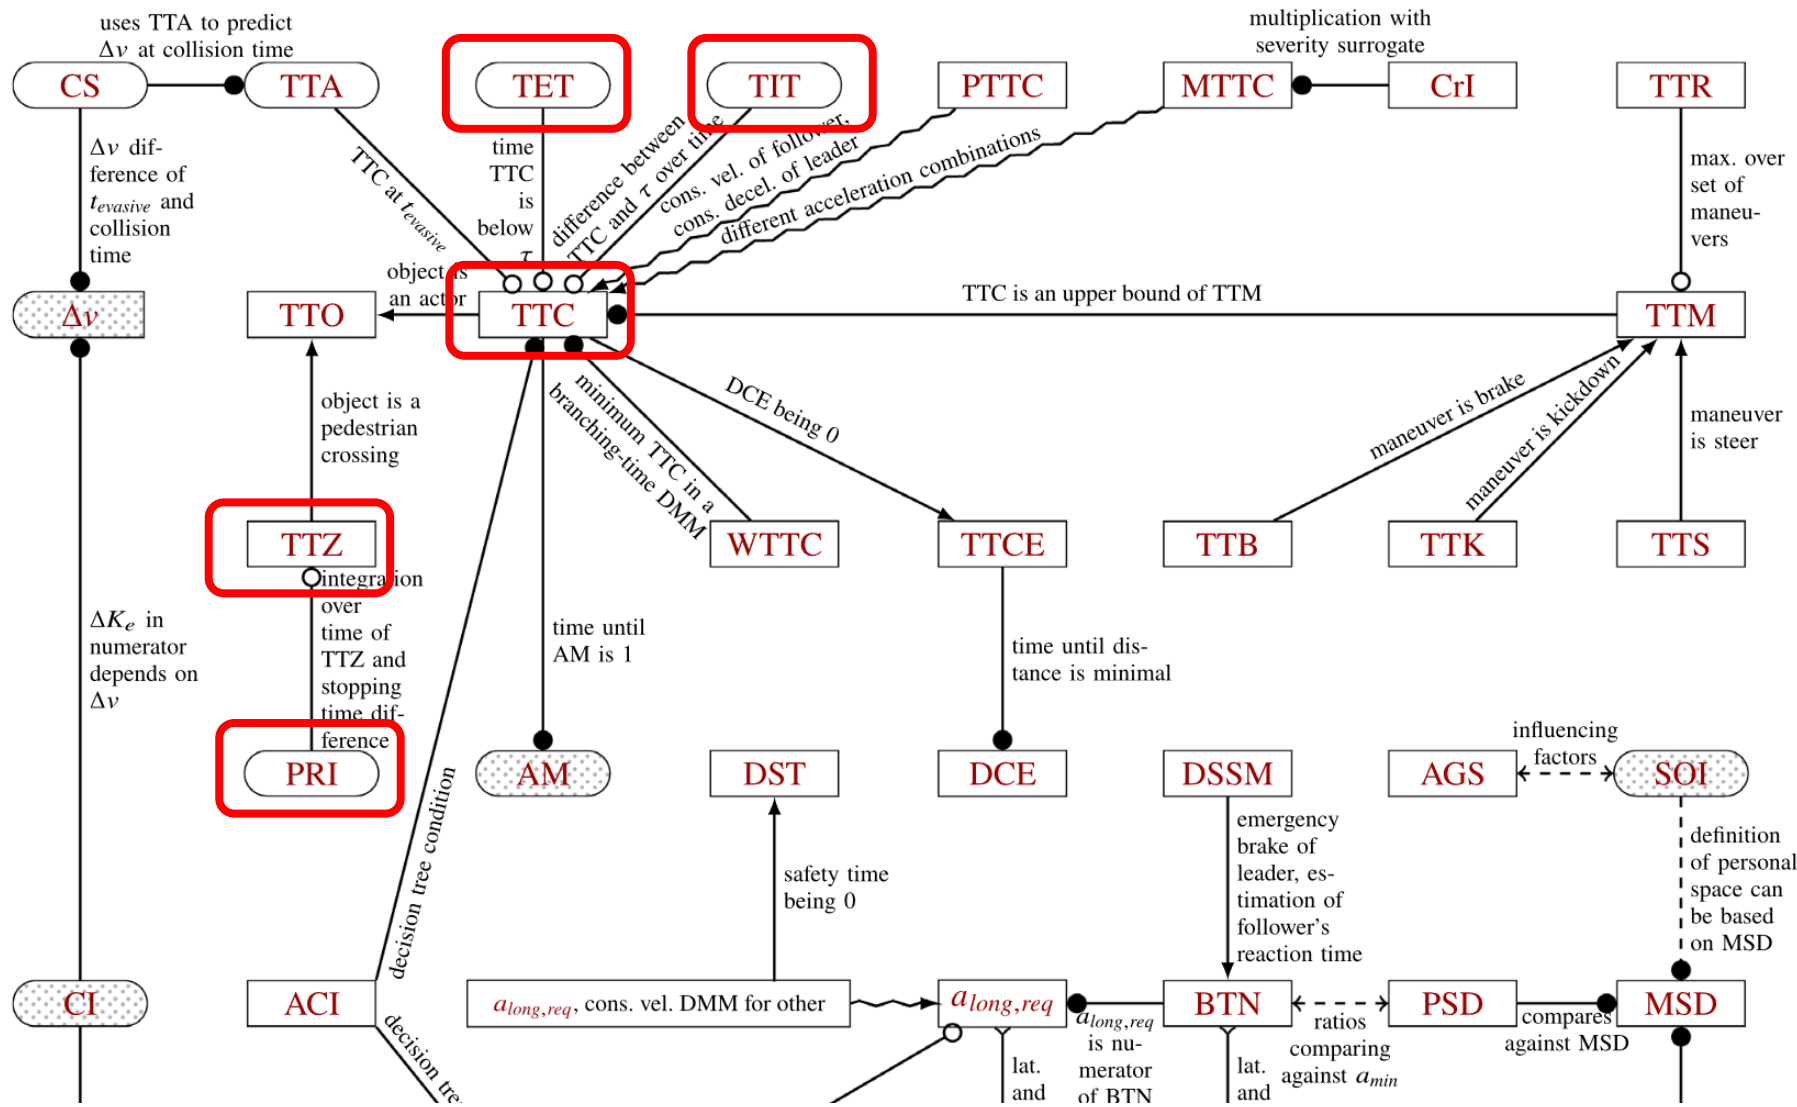 uses TTA to predict
Δv at collision time
multiplication with
severity surrogate
CS
TTA
TET
TIT
PTTC
MTTC
CrI
TTR
Δv dif-
ference of
t_evasive and
collision
time
TTC at t_evasive
time
TTC
is
below
τ
difference between
TTC and τ over time
cons. vel. of follower,
cons. decel. of leader
different acceleration combinations
max. over
set of
maneu-
vers
object is
an actor
TTC is an upper bound of TTM
Δv
TTO
TTC
TTM
object is a
pedestrian
crossing
minimum TTC in a
branching-time DMM
DCE being 0
maneuver is brake
maneuver is kickdown
maneuver
is steer
TTZ
WTTC
TTCE
TTB
TTK
TTS
ΔK_e in
numerator
depends on
Δv
integration
over
time of
TTZ and
stopping
time dif-
ference
time until
AM is 1
time until dis-
tance is minimal
influencing
factors
PRI
AM
DST
DCE
DSSM
AGS
SOI
decision tree condition
safety time
being 0
emergency
brake of
leader, es-
timation of
follower's
reaction time
definition
of personal
space can
be based
on MSD
CI
ACI
a_long,req, cons. vel. DMM for other
a_long,req
BTN
PSD
MSD
decision tree
lat.
and
a_long,req
is nu-
merator
of BTN
lat.
and
ratios
comparing
against a_min
compares
against MSD